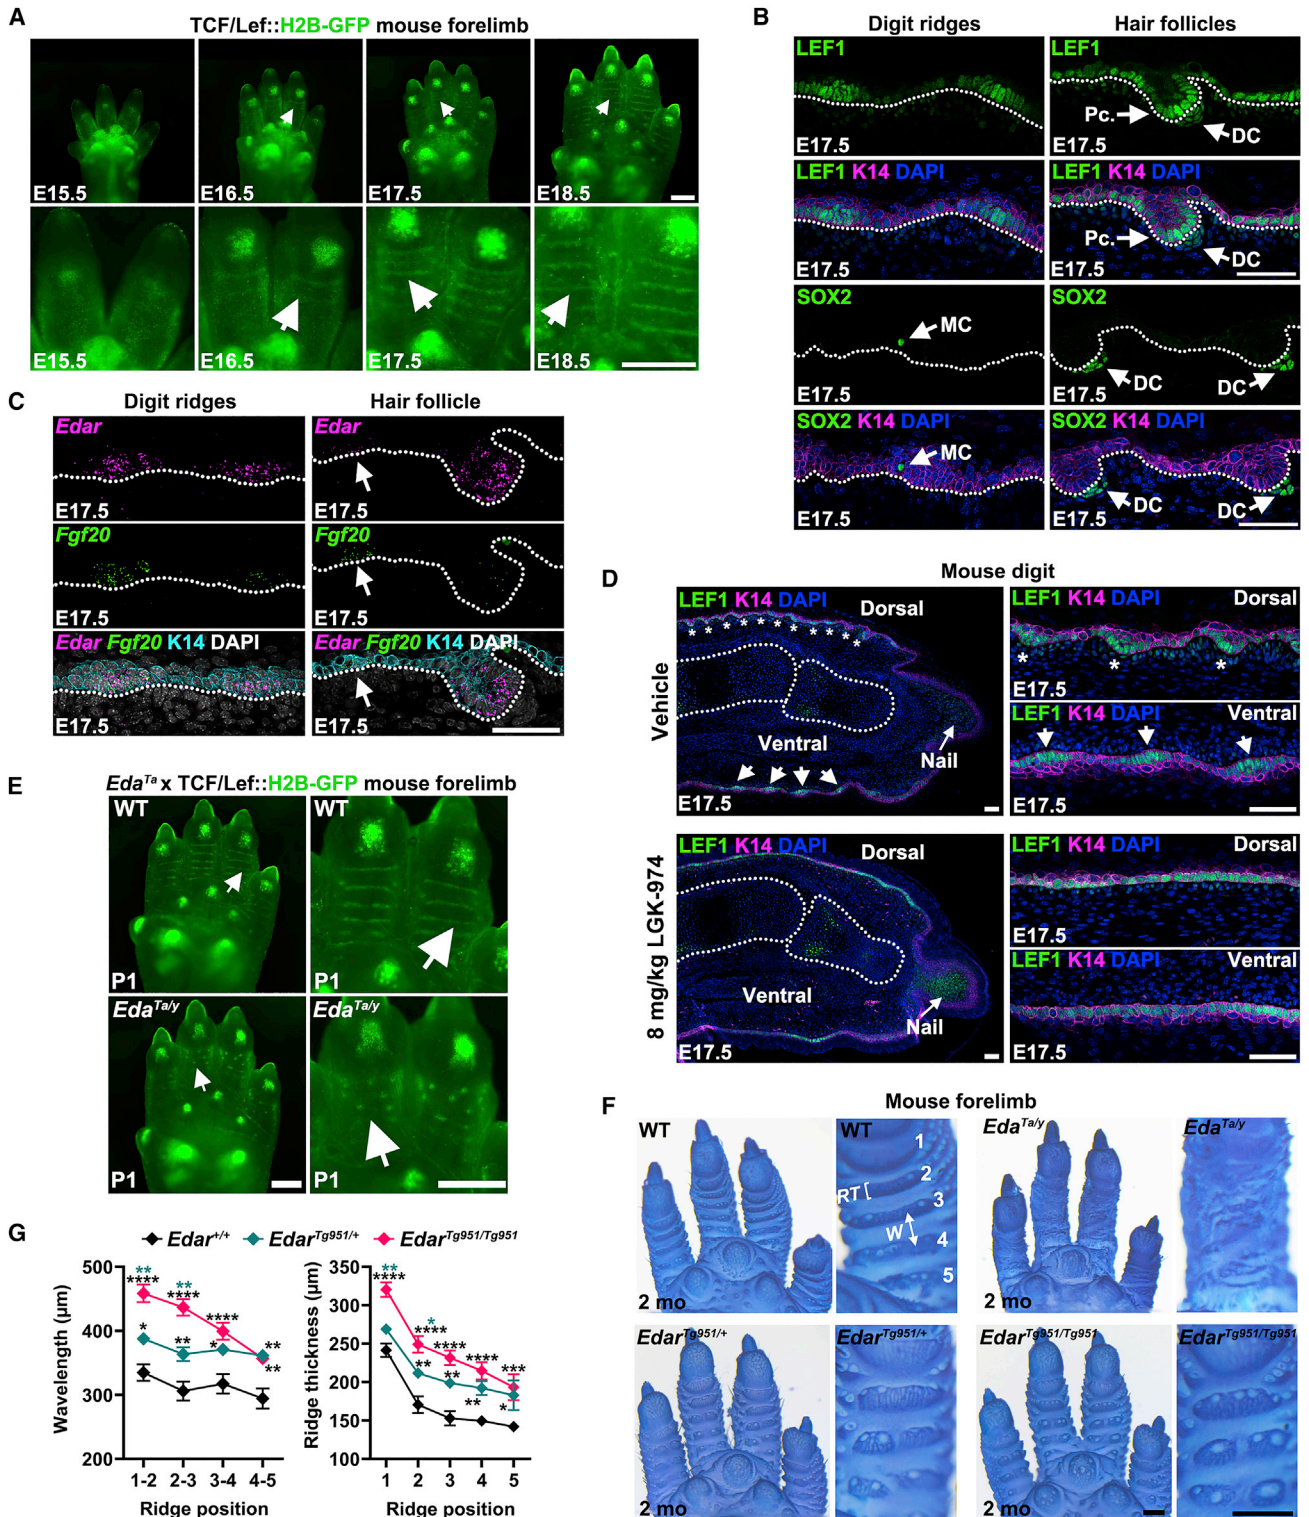 A
TCF/Lef::H2B-GFP mouse forelimb
E15.5
E16.5
E17.5
E18.5
E15.5
E16.5
E17.5
E18.5
B
Digit ridges
Hair follicles
LEF1
E17.5
LEF1
Pc.
DC
E17.5
LEF1 K14 DAPI
E17.5
LEF1 K14 DAPI
Pc.
DC
E17.5
SOX2
MC
E17.5
SOX2
DC
DC
E17.5
SOX2 K14 DAPI
MC
E17.5
SOX2 K14 DAPI
DC
DC
E17.5
C
Digit ridges
Hair follicle
Edar
E17.5
Edar
E17.5
Fgf20
E17.5
Fgf20
E17.5
Edar Fgf20 K14 DAPI
E17.5
Edar Fgf20 K14 DAPI
E17.5
D
Mouse digit
Vehicle
LEF1 K14 DAPI
Dorsal
* * * * * * * * * *
Ventral
Nail
E17.5
LEF1 K14 DAPI
Dorsal
* * *
E17.5
LEF1 K14 DAPI
Ventral
E17.5
8 mg/kg LGK-974
LEF1 K14 DAPI
Dorsal
Ventral
Nail
E17.5
LEF1 K14 DAPI
Dorsal
E17.5
LEF1 K14 DAPI
Ventral
E17.5
E
EdaTa x TCF/Lef::H2B-GFP mouse forelimb
WT
P1
WT
P1
EdaTa/y
P1
EdaTa/y
P1
F
Mouse forelimb
WT
2 mo
WT
1
2
RT
3
W
4
5
EdaTa/y
2 mo
EdaTa/y
EdarTg951/+
2 mo
EdarTg951/+
EdarTg951/Tg951
2 mo
EdarTg951/Tg951
G
Edar+/+
EdarTg951/+
EdarTg951/Tg951
Wavelength (µm)
500
400
300
200
**
****
**
****
****
**
*
**
*
**
1-2
2-3
3-4
4-5
Ridge position
Ridge thickness (µm)
350
300
250
200
150
100
**
****
*
****
****
****
***
**
**
**
*
1
2
3
4
5
Ridge position